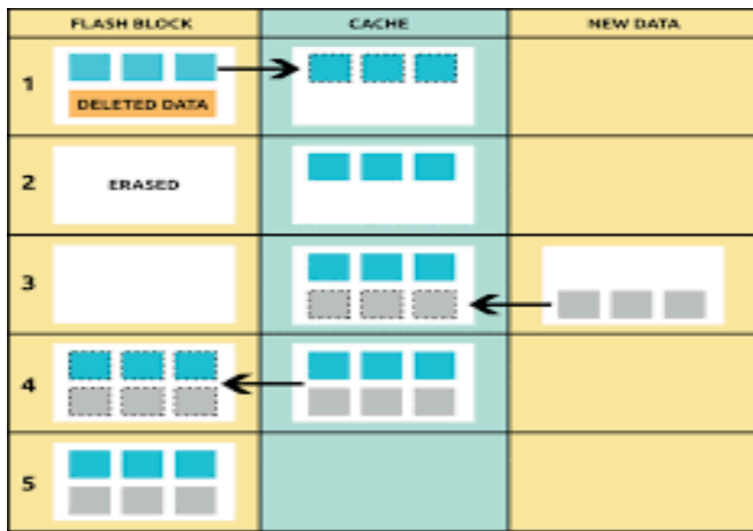 FLASH BLOCK CACHE NEW DATA
1
DELETED DATA
2 ERASED
3
4
5